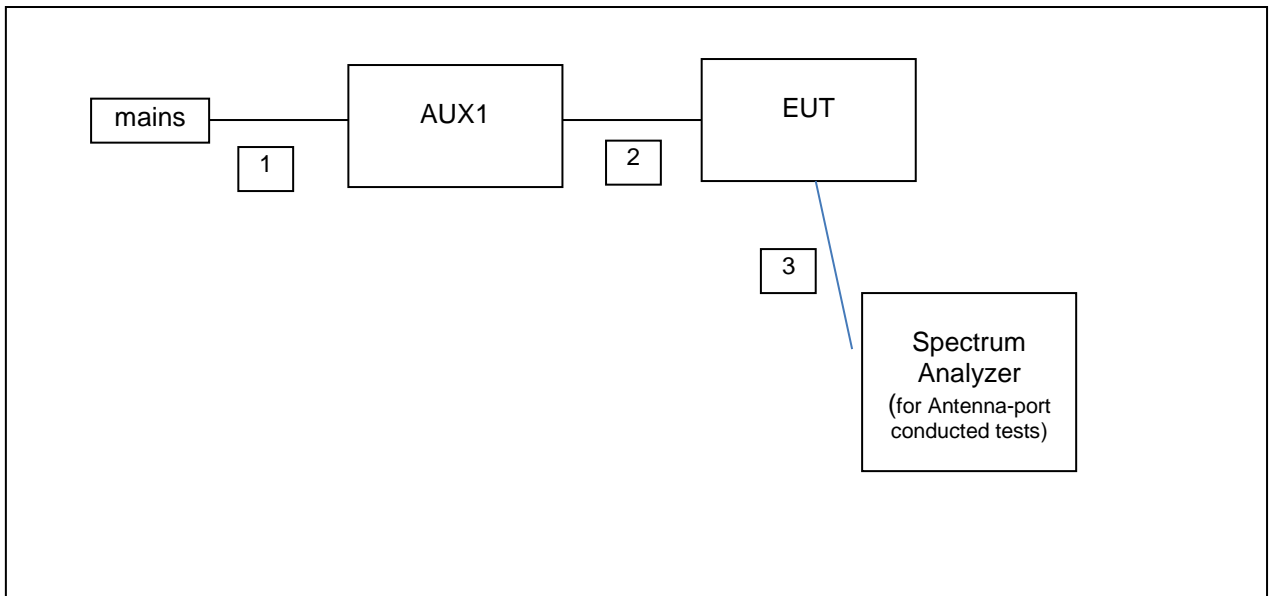 mains
AUX1
EUT
1
2
3
Spectrum
Analyzer
(for Antenna-port
conducted tests)